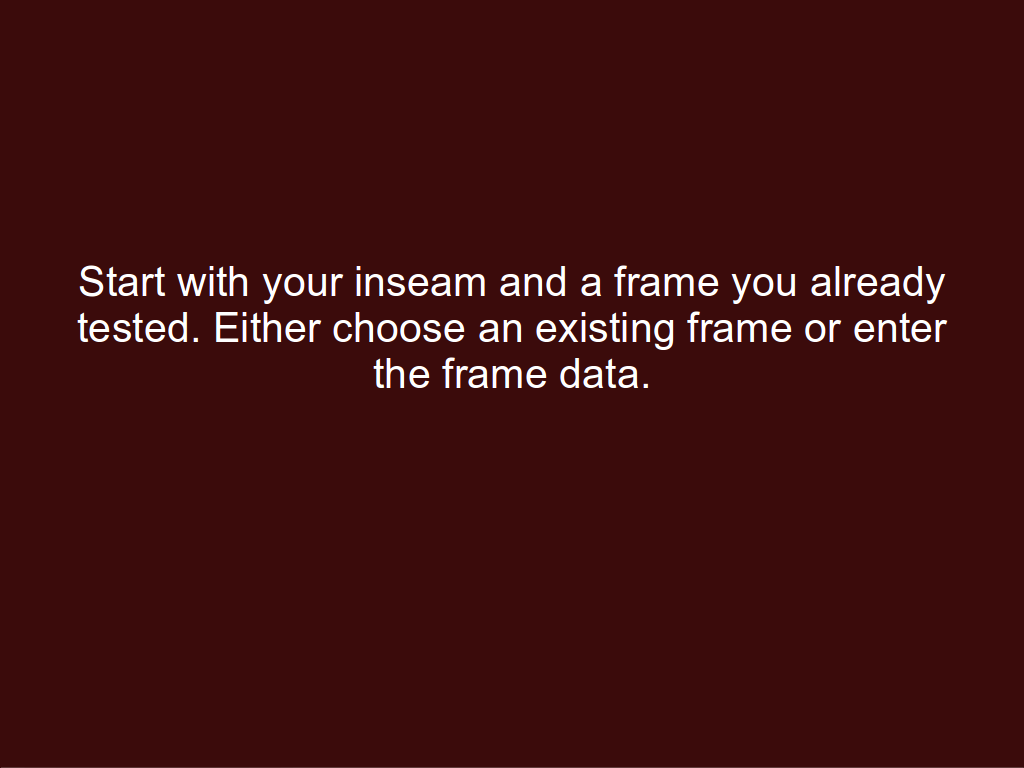 Start with your inseam and a frame you already
tested. Either choose an existing frame or enter
the frame data.